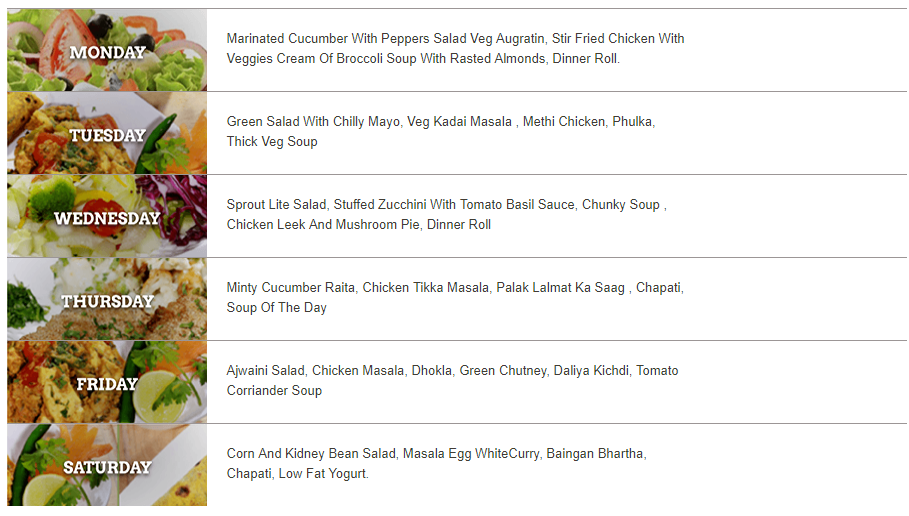 MONDAY
Marinated Cucumber With Peppers Salad Veg Augratin, Stir Fried Chicken With
Veggies Cream Of Broccoli Soup With Rasted Almonds, Dinner Roll.
TUESDAY
Green Salad With Chilly Mayo, Veg Kadai Masala , Methi Chicken, Phulka,
Thick Veg Soup
WEDNESDAY
Sprout Lite Salad, Stuffed Zucchini With Tomato Basil Sauce, Chunky Soup ,
Chicken Leek And Mushroom Pie, Dinner Roll
THURSDAY
Minty Cucumber Raita, Chicken Tikka Masala, Palak Lalmat Ka Saag , Chapati,
Soup Of The Day
FRIDAY
Ajwaini Salad, Chicken Masala, Dhokla, Green Chutney, Daliya Kichdi, Tomato
Corriander Soup
SATURDAY
Corn And Kidney Bean Salad, Masala Egg WhiteCurry, Baingan Bhartha,
Chapati, Low Fat Yogurt.